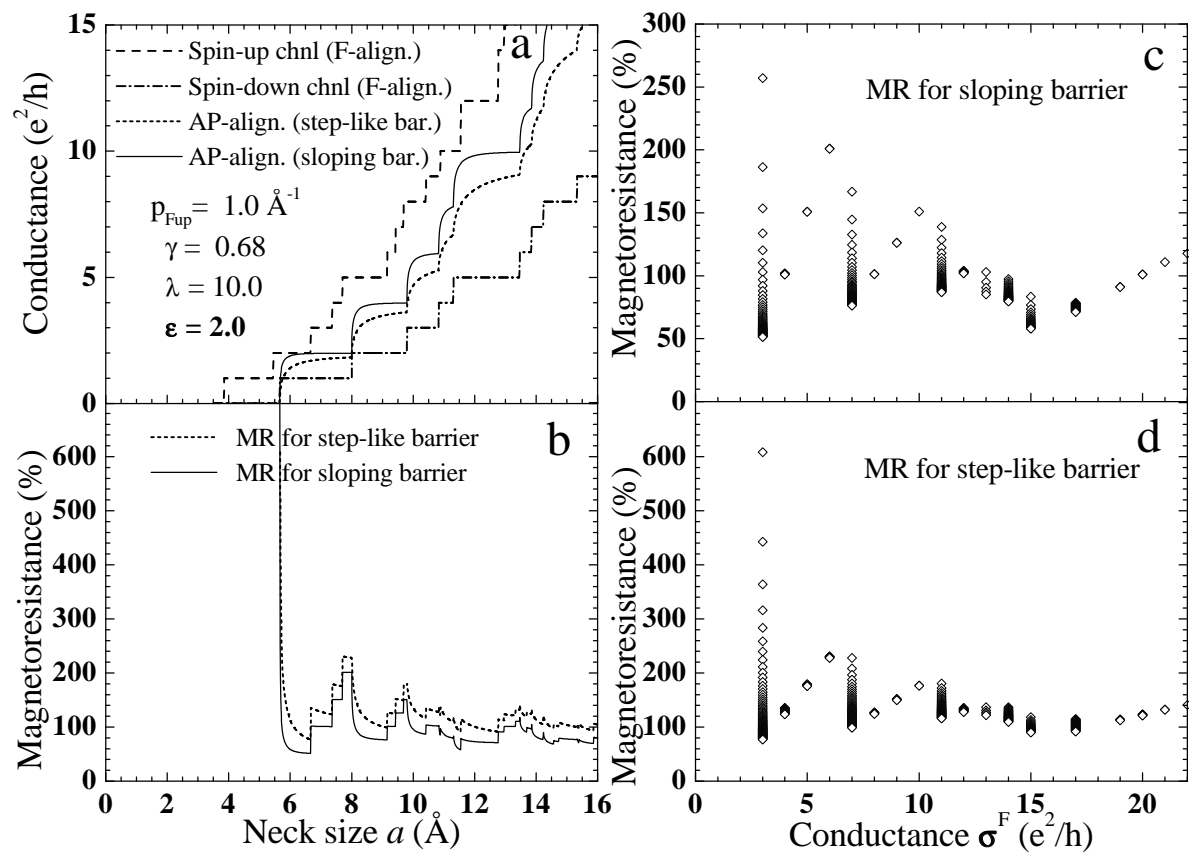 a
Spin-up chnl (F-align.)
Spin-down chnl (F-align.)
AP-align. (step-like bar.)
AP-align. (sloping bar.)
p_Fup = 1.0 Å⁻¹
γ = 0.68
λ = 10.0
ε = 2.0
Conductance (e²/h)
15
10
5
0
b
MR for step-like barrier
MR for sloping barrier
Magnetoresistance (%)
600
500
400
300
200
100
0
0 2 4 6 8 10 12 14 16
Neck size a (Å)
c
MR for sloping barrier
Magnetoresistance (%)
300
250
200
150
100
50
0
d
MR for step-like barrier
Magnetoresistance (%)
600
500
400
300
200
100
0
0 5 10 15 20
Conductance σ^F (e²/h)